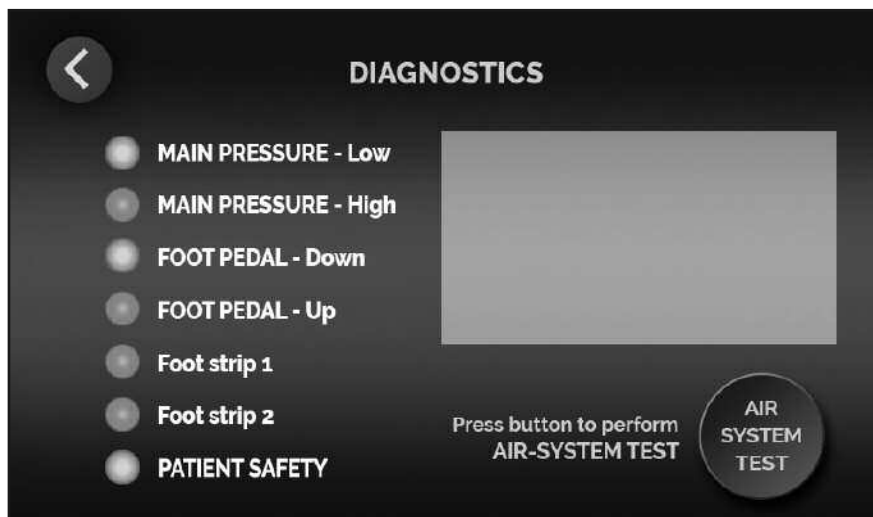 DIAGNOSTICS
MAIN PRESSURE - Low
MAIN PRESSURE - High
FOOT PEDAL - Down
FOOT PEDAL - Up
Foot strip 1
Foot strip 2
PATIENT SAFETY
Press button to perform
AIR-SYSTEM TEST
AIR
SYSTEM
TEST